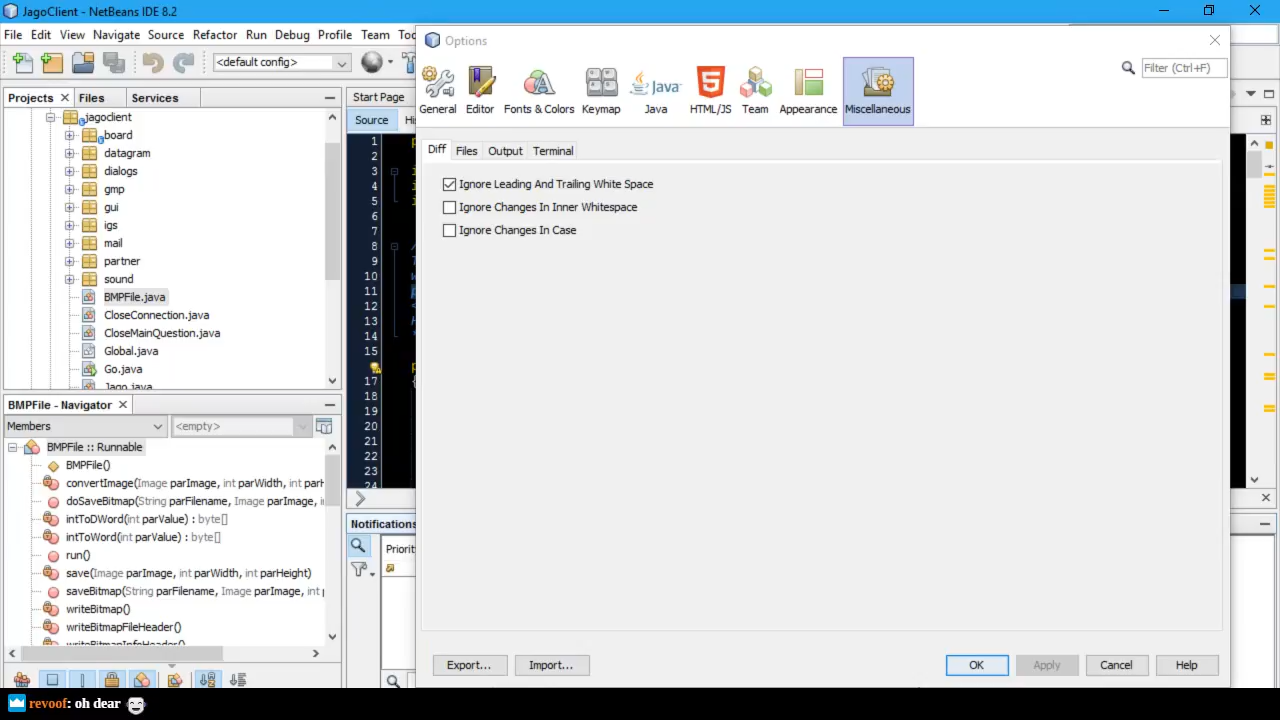 JagoClient - NetBeans IDE 8.2
File Edit View Navigate Source Refactor Run Debug Profile Team
<default config>
Options
Filter (Ctrl+F)
General Editor Fonts & Colors Keymap Java HTML/JS Team Appearance Miscellaneous
Java
Projects Files Services
Start Page
Source
Diff Files Output Terminal
Ignore Leading And Trailing White Space
Ignore Changes In Inner Whitespace
Ignore Changes In Case
jagoclient
board
datagram
dialogs
gmp
gui
igs
mail
partner
sound
BMPFile.java
CloseConnection.java
CloseMainQuestion.java
Global.java
Go.java
Jago.java
1
2
3
4
5
6
7
8
9
10
11
12
13
14
15
17
18
19
20
21
22
23
24
BMPFile - Navigator
Members <empty>
BMPFile :: Runnable
BMPFile()
convertImage(Image parImage, int parWidth, int parH
doSaveBitmap(String parFilename, Image parImage, i
intToDWord(int parValue) : byte[]
intToWord(int parValue) : byte[]
run()
save(Image parImage, int parWidth, int parHeight)
saveBitmap(String parFilename, Image parImage, int p
writeBitmap()
writeBitmapFileHeader()
writeBitmapInfoHeader()
Notifications
Priorit
Export... Import... OK Apply Cancel Help
revoof: oh dear